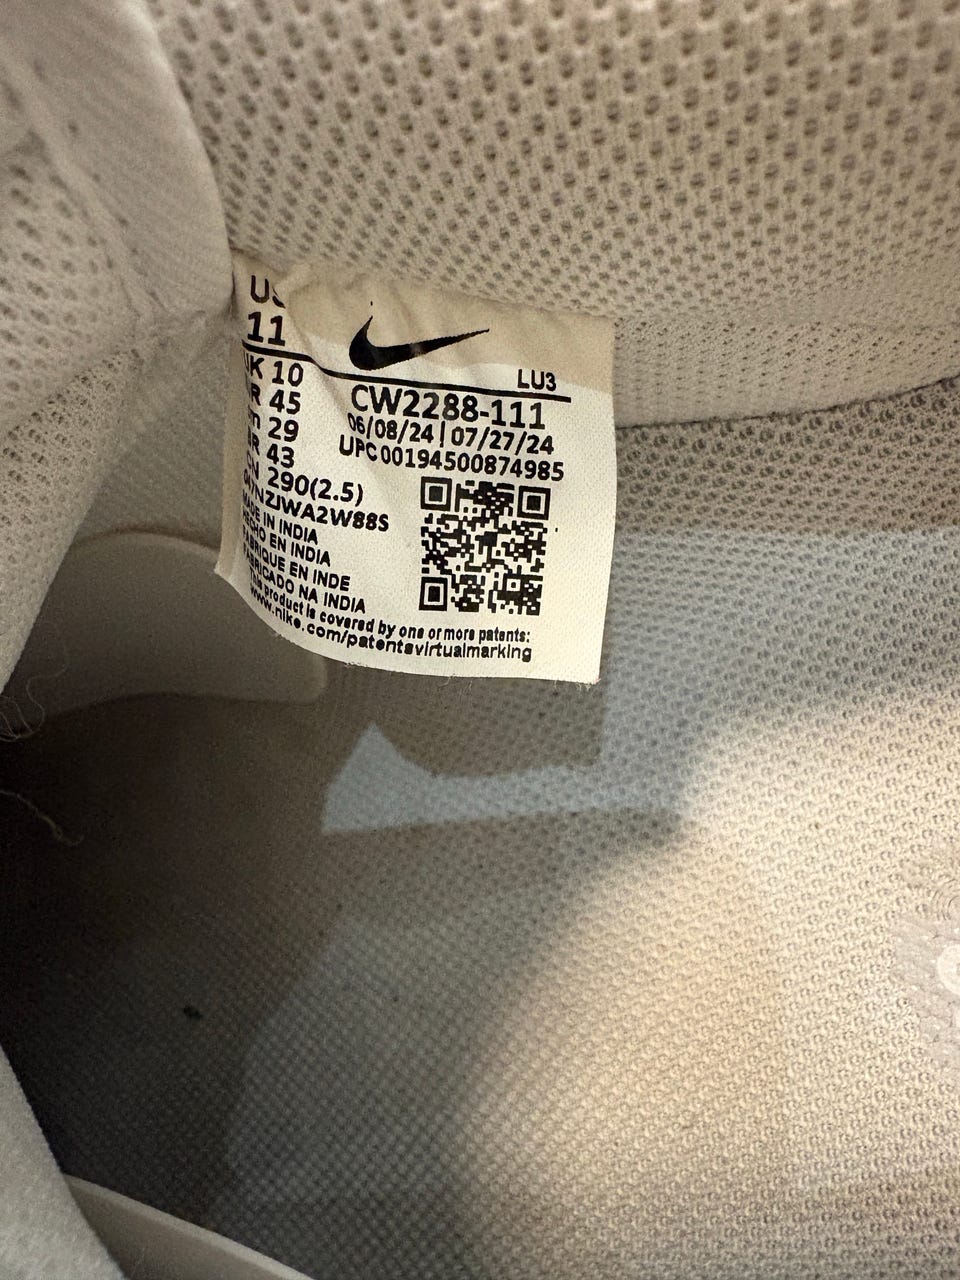 US
11
LU3
UK 10
EUR 45
cm 29
BR 43
CN 290(2.5)
CW2288-111
06/08/24 | 07/27/24
UPC 00194500874985
MADE IN INDIA
HECHO EN INDIA
FABRIQUE EN INDE
FABRICADO NA INDIA
This product is covered by one or more patents:
www.nike.com/patentsvirtualmarking